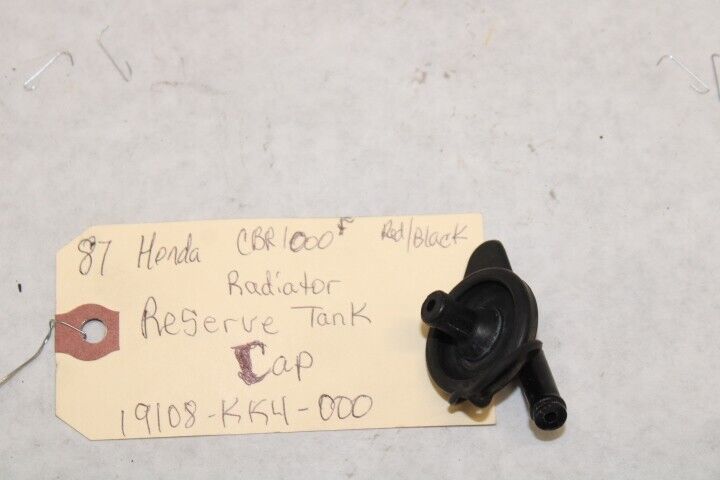 87 Honda CBR1000F Red/Black
Radiator
Reserve Tank
Cap
19108-KK4-000